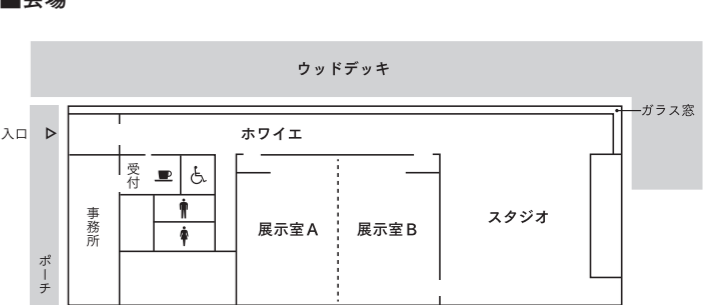 ■会場
ウッドデッキ
ガラス窓
入口
ホワイエ
受付
事務所
展示室A
展示室B
スタジオ
ポーチ